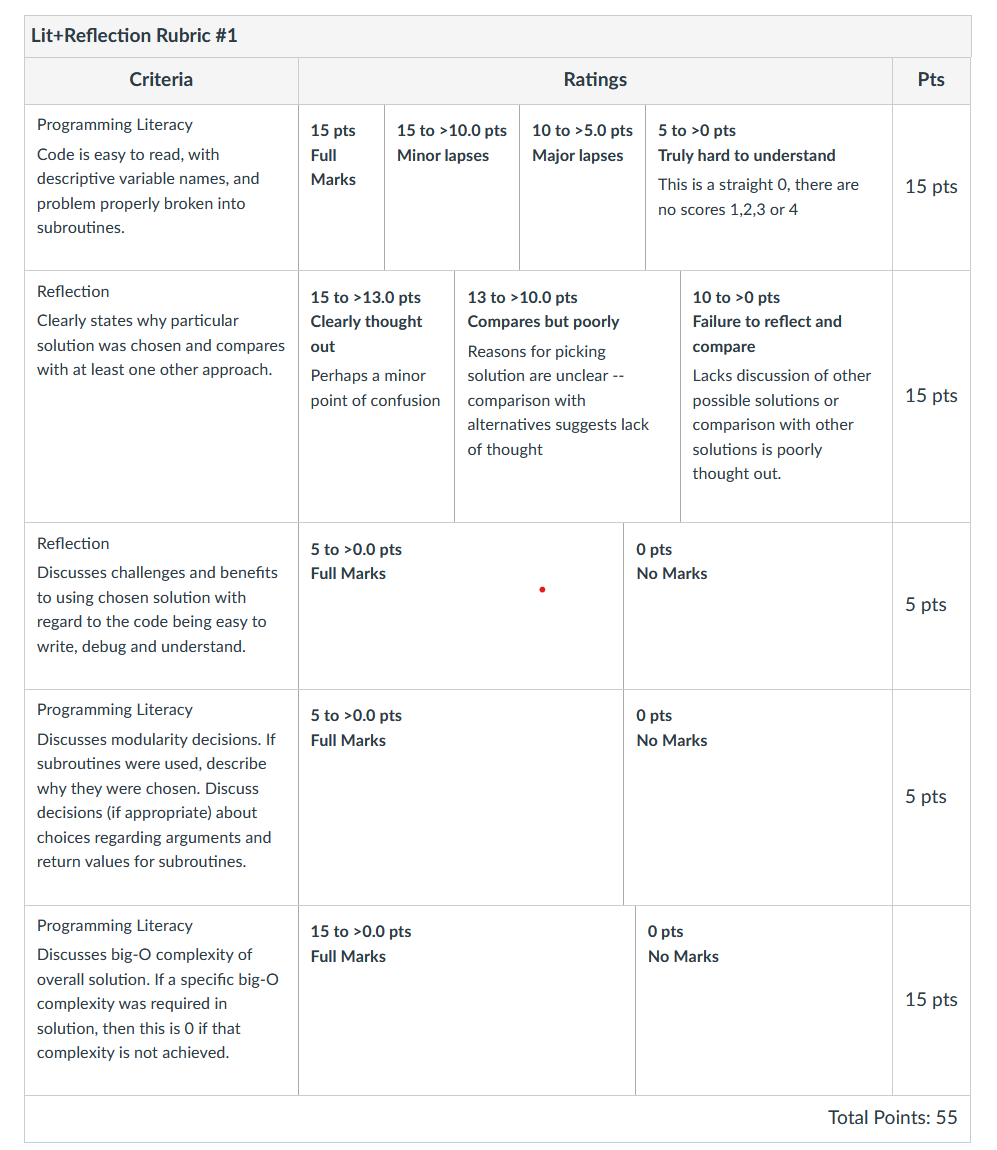 Lit+Reflection Rubric #1
Criteria
Ratings
Pts
Programming Literacy
Code is easy to read, with
descriptive variable names, and
problem properly broken into
subroutines.
15 pts
Full
Marks
15 to >10.0 pts
Minor lapses
10 to >5.0 pts
Major lapses
5 to >0 pts
Truly hard to understand
This is a straight 0, there are
no scores 1,2,3 or 4
15 pts
Reflection
Clearly states why particular
solution was chosen and compares
with at least one other approach.
15 to >13.0 pts
Clearly thought
out
Perhaps a minor
point of confusion
13 to >10.0 pts
Compares but poorly
Reasons for picking
solution are unclear --
comparison with
alternatives suggests lack
of thought
10 to >0 pts
Failure to reflect and
compare
Lacks discussion of other
possible solutions or
comparison with other
solutions is poorly
thought out.
15 pts
Reflection
Discusses challenges and benefits
to using chosen solution with
regard to the code being easy to
write, debug and understand.
5 to >0.0 pts
Full Marks
0 pts
No Marks
5 pts
Programming Literacy
Discusses modularity decisions. If
subroutines were used, describe
why they were chosen. Discuss
decisions (if appropriate) about
choices regarding arguments and
return values for subroutines.
5 to >0.0 pts
Full Marks
0 pts
No Marks
5 pts
Programming Literacy
Discusses big-O complexity of
overall solution. If a specific big-O
complexity was required in
solution, then this is 0 if that
complexity is not achieved.
15 to >0.0 pts
Full Marks
0 pts
No Marks
15 pts
Total Points: 55